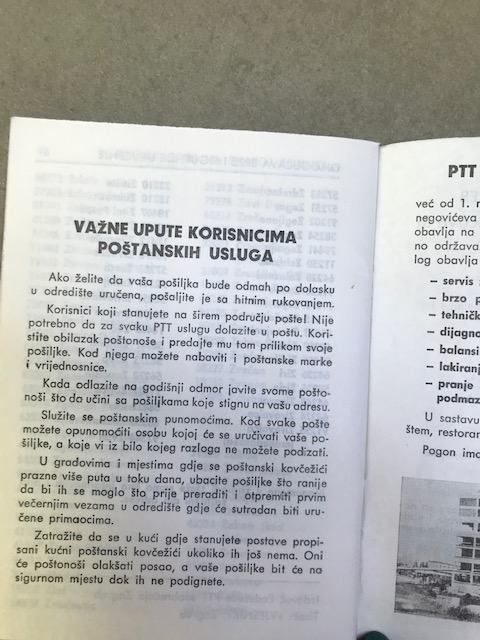 VAŽNE UPUTE KORISNICIMA
POŠTANSKIH USLUGA
Ako želite da vaša pošiljka bude odmah po dolasku
u odredište uručena, pošaljite je sa hitnim rukovanjem.
Korisnici koji stanujete na širem području pošte! Nije
potrebno da za svaku PTT uslugu dolazite u poštu. Kori-
stite obilazak poštonoše i predajte mu tom prilikom svoje
pošiljke. Kod njega možete nabaviti i poštanske marke
i vrijednosnice.
Kada odlazite na godišnji odmor javite svome pošto-
noši što da učini sa pošiljkama koje stignu na vašu adresu.
Služite se poštanskim punomoćima. Kod svake pošte
možete opunomoćiti osobu kojoj će se uručivati vaše po-
šiljke, a koje vi iz bilo kojeg razloga ne možete podizati.
U gradovima i mjestima gdje se poštanski kovčežići
prazne više puta u toku dana, ubacite pošiljke što ranije
da bi ih se moglo što prije preraditi i otpremiti prvim
večernjim vezama u odredište gdje će sutradan biti uru-
čene primaocima.
Zatražite da se u kući gdje stanujete postave propi-
sani kućni poštanski kovčežići ukoliko ih još nema. Oni
će poštonoši olakšati posao, a vaše pošiljke bit će na
sigurnom mjestu dok ih ne podignete.
PTT
već od 1.
negovićeva
obavlja na
no održava
log obavlja
– servis
– brzo
– tehničk
– dijagno
– balansi
– lakiranj
– pranje
podmaz
U sastavu
štem, restoran
Pogon ima